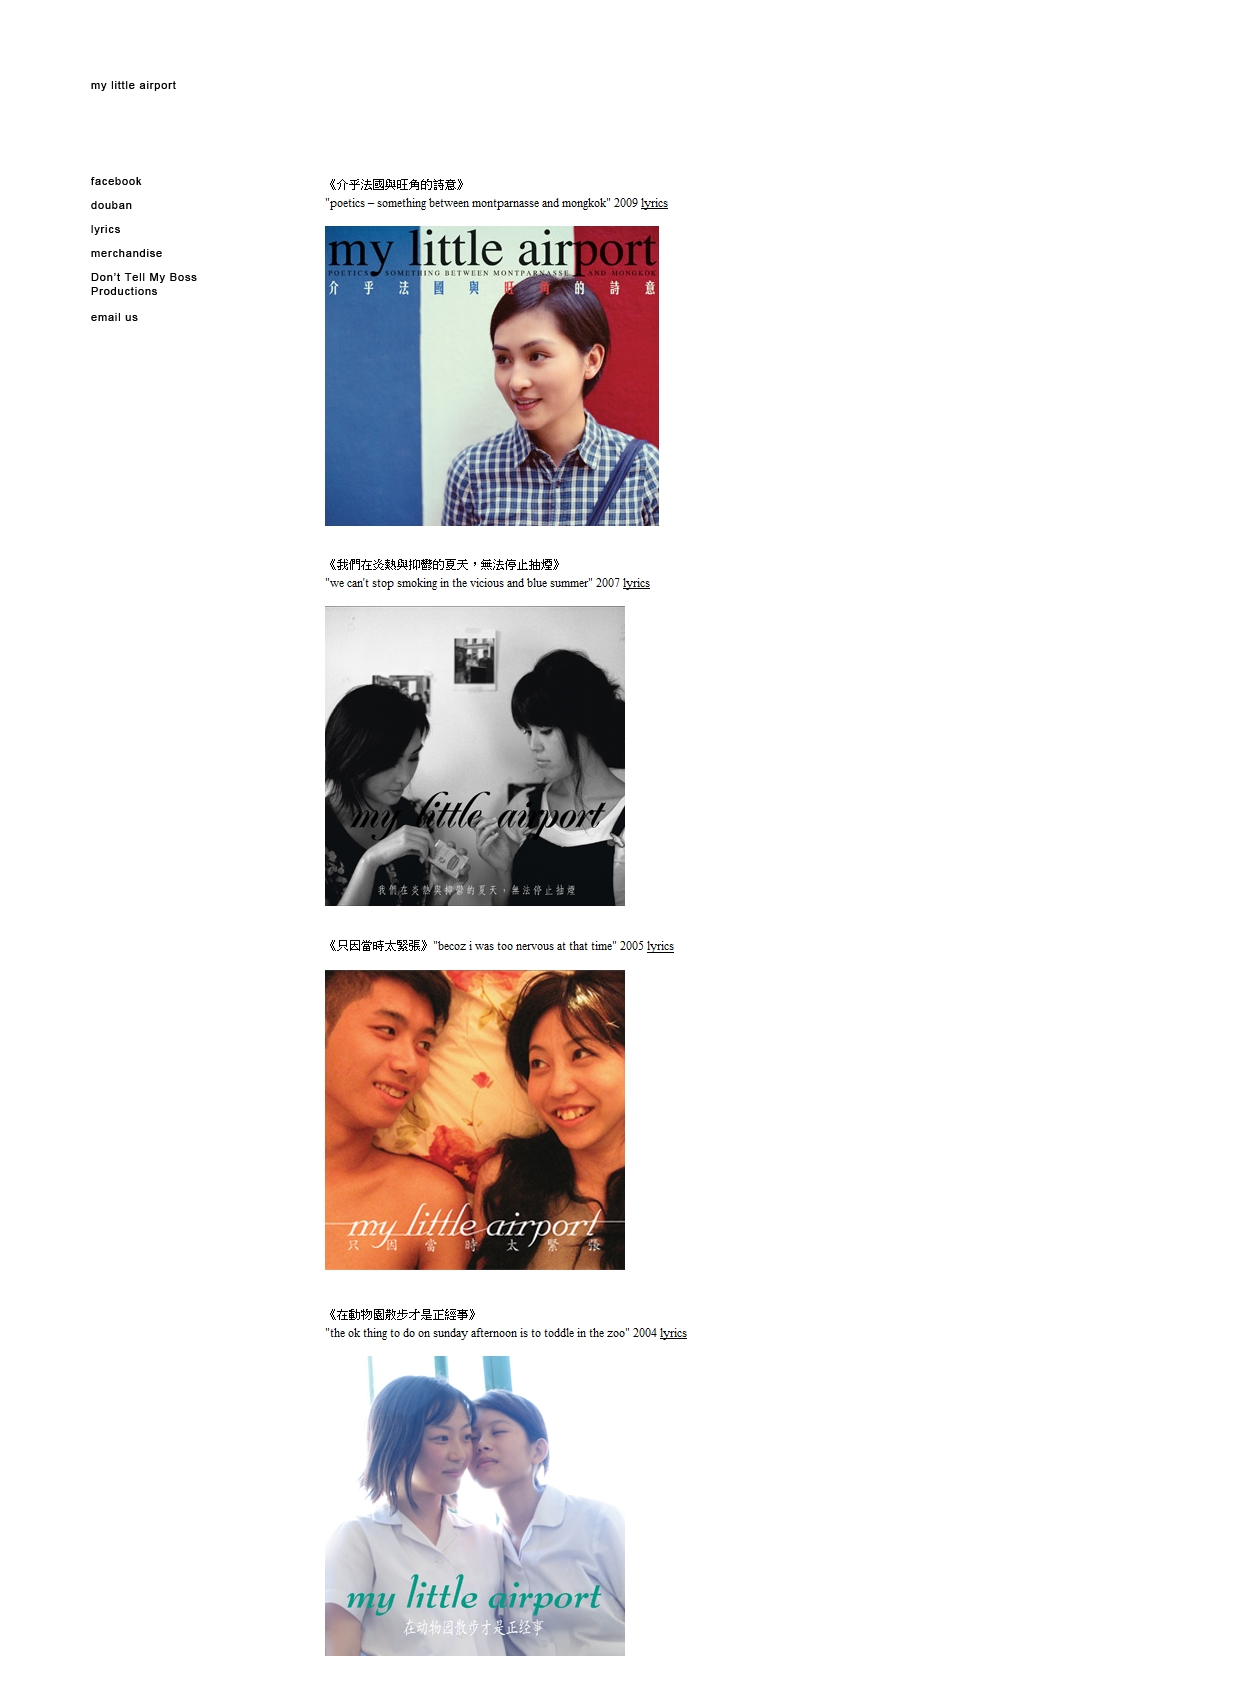 my little airport
facebook
douban
lyrics
merchandise
Don't Tell My Boss
Productions
email us
《介乎法國與旺角的詩意》
"poetics – something between montparnasse and mongkok" 2009 lyrics
my little airport
POETICS - SOMETHING BETWEEN MONTPARNASSE AND MONGKOK
介乎法國與旺角的詩意
《我們在炎熱與抑鬱的夏天，無法停止抽煙》
"we can't stop smoking in the vicious and blue summer" 2007 lyrics
my little airport
我們在炎熱與抑鬱的夏天，無法停止抽煙
《只因當時太緊張》"becoz i was too nervous at that time" 2005 lyrics
my little airport
只因當時太緊張
《在動物園散步才是正經事》
"the ok thing to do on sunday afternoon is to toddle in the zoo" 2004 lyrics
my little airport
在动物园散步才是正经事